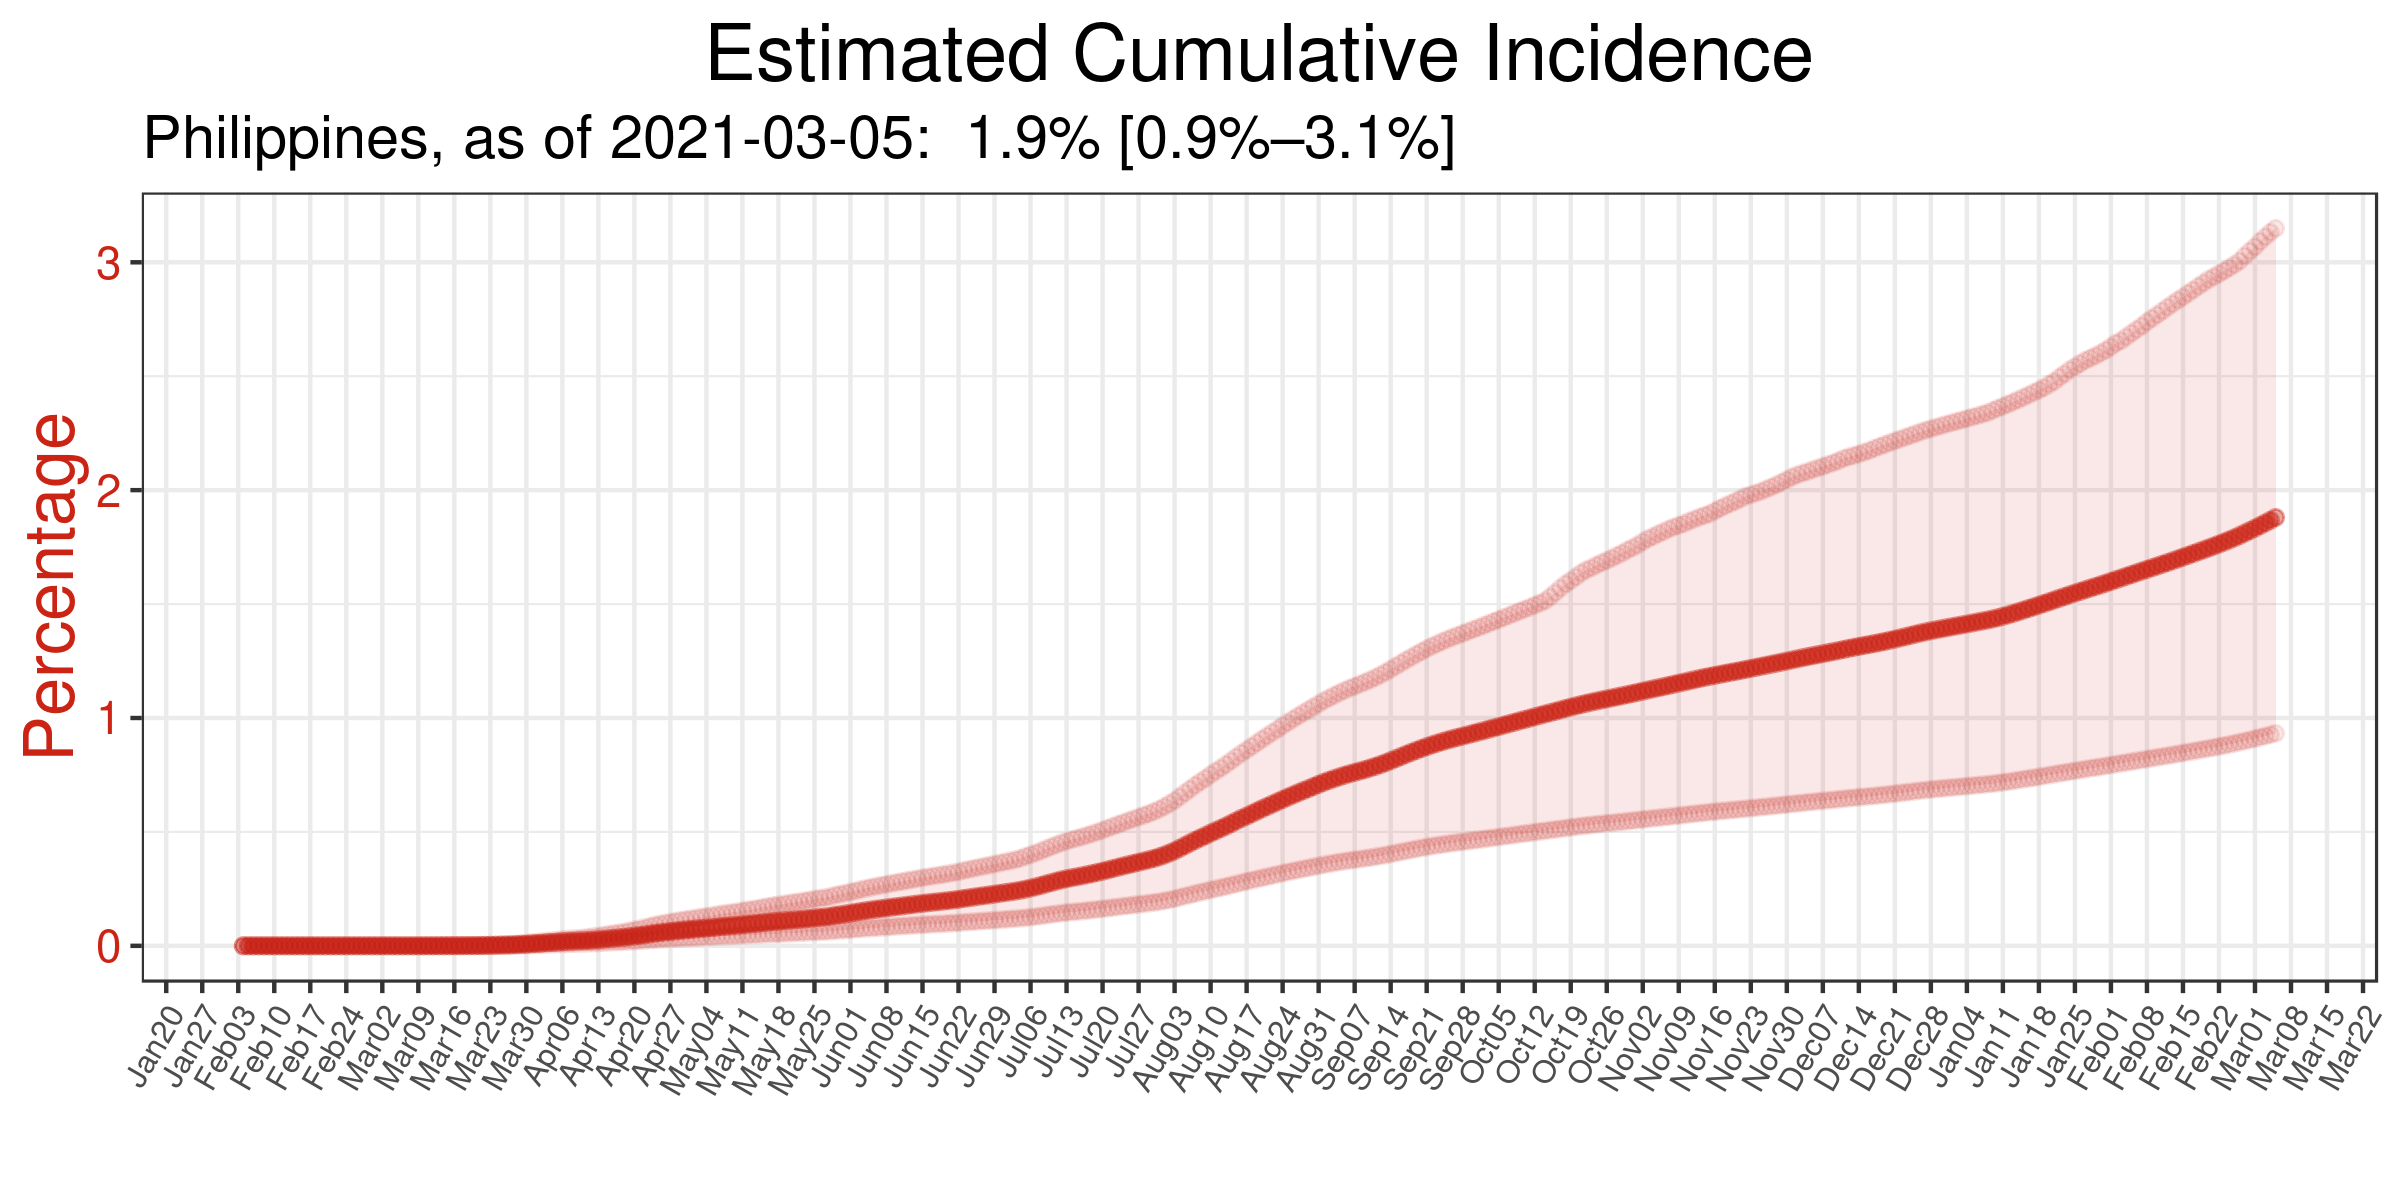 Estimated Cumulative Incidence
Philippines, as of 2021-03-05:  1.9% [0.9%–3.1%]
Percentage
3
2
1
0
Jan20
Jan27
Feb03
Feb10
Feb17
Feb24
Mar02
Mar09
Mar16
Mar23
Mar30
Apr06
Apr13
Apr20
Apr27
May04
May11
May18
May25
Jun01
Jun08
Jun15
Jun22
Jun29
Jul06
Jul13
Jul20
Jul27
Aug03
Aug10
Aug17
Aug24
Aug31
Sep07
Sep14
Sep21
Sep28
Oct05
Oct12
Oct19
Oct26
Nov02
Nov09
Nov16
Nov23
Nov30
Dec07
Dec14
Dec21
Dec28
Jan04
Jan11
Jan18
Jan25
Feb01
Feb08
Feb15
Feb22
Mar01
Mar08
Mar15
Mar22